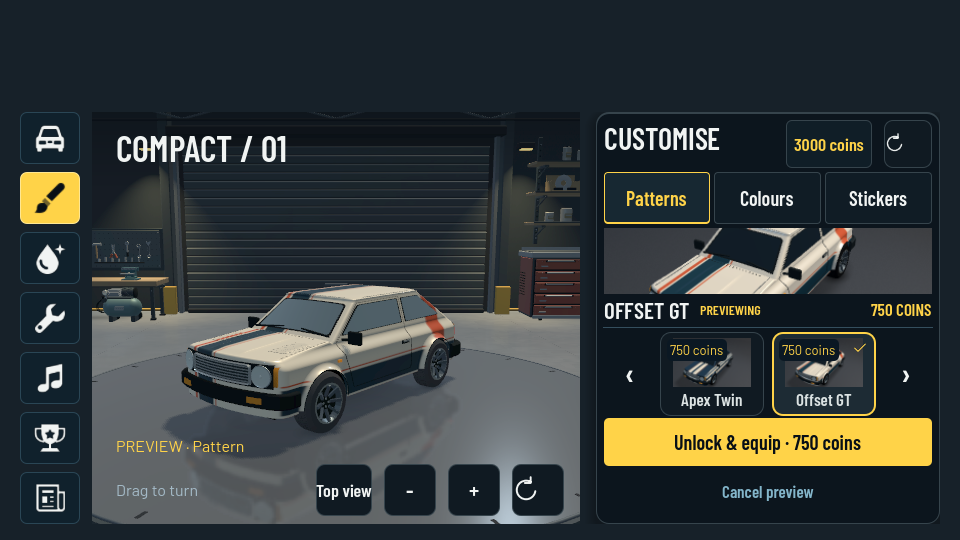 COMPACT / 01
PREVIEW · Pattern
Drag to turn
Top view
-
+
CUSTOMISE
3000 coins
Patterns
Colours
Stickers
OFFSET GT
PREVIEWING
750 COINS
‹
750 coins
Apex Twin
750 coins
Offset GT
›
Unlock & equip · 750 coins
Cancel preview